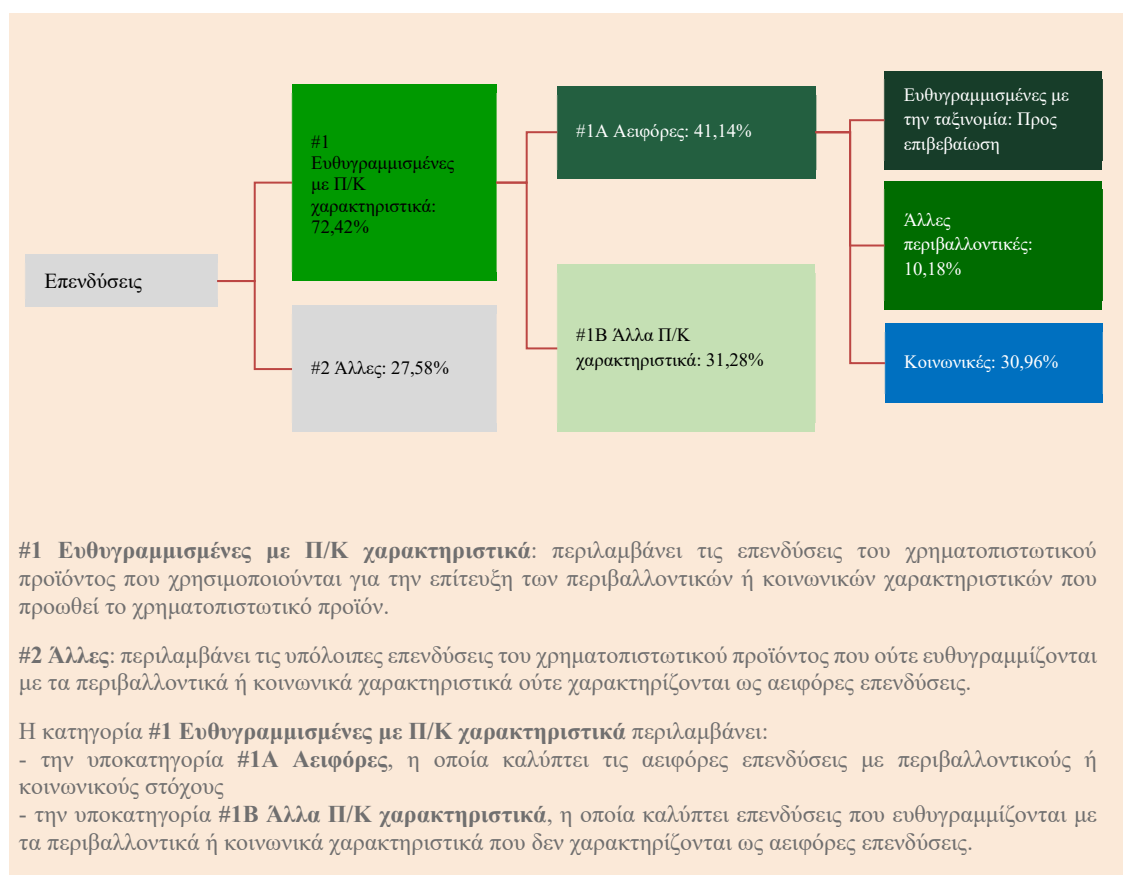 Επενδύσεις
#1
Ευθυγραμμισμένες
με Π/Κ
χαρακτηριστικά:
72,42%
#2 Άλλες: 27,58%
#1Α Αειφόρες: 41,14%
#1Β Άλλα Π/Κ
χαρακτηριστικά: 31,28%
Ευθυγραμμισμένες με
την ταξινομία: Προς
επιβεβαίωση
Άλλες
περιβαλλοντικές:
10,18%
Κοινωνικές: 30,96%
#1 Ευθυγραμμισμένες με Π/Κ χαρακτηριστικά: περιλαμβάνει τις επενδύσεις του χρηματοπιστωτικού
προϊόντος που χρησιμοποιούνται για την επίτευξη των περιβαλλοντικών ή κοινωνικών χαρακτηριστικών που
προωθεί το χρηματοπιστωτικό προϊόν.
#2 Άλλες: περιλαμβάνει τις υπόλοιπες επενδύσεις του χρηματοπιστωτικού προϊόντος που ούτε ευθυγραμμίζονται
με τα περιβαλλοντικά ή κοινωνικά χαρακτηριστικά ούτε χαρακτηρίζονται ως αειφόρες επενδύσεις.
Η κατηγορία #1 Ευθυγραμμισμένες με Π/Κ χαρακτηριστικά περιλαμβάνει:
- την υποκατηγορία #1Α Αειφόρες, η οποία καλύπτει τις αειφόρες επενδύσεις με περιβαλλοντικούς ή
κοινωνικούς στόχους
- την υποκατηγορία #1Β Άλλα Π/Κ χαρακτηριστικά, η οποία καλύπτει επενδύσεις που ευθυγραμμίζονται με
τα περιβαλλοντικά ή κοινωνικά χαρακτηριστικά που δεν χαρακτηρίζονται ως αειφόρες επενδύσεις.